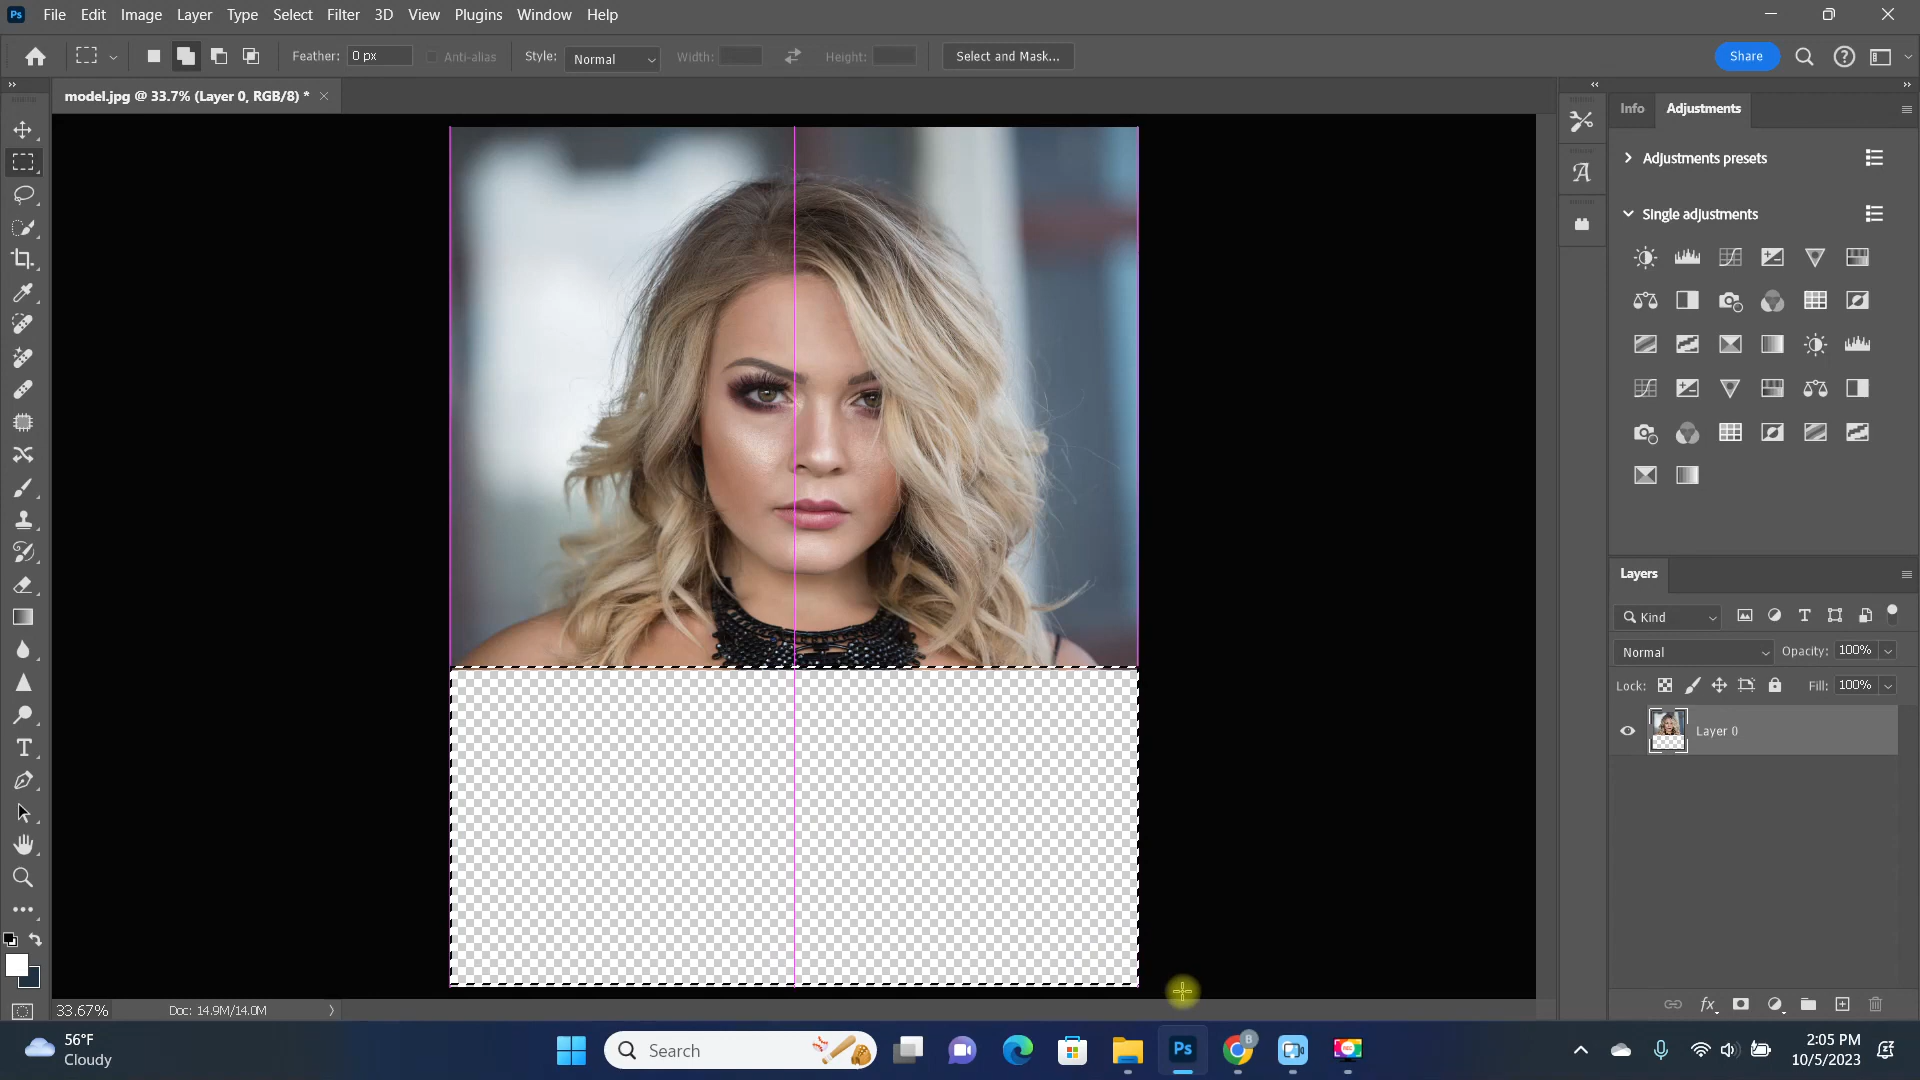 Ps File Edit Image Layer Type Select Filter 3D View Plugins Window Help
Feather: 0 px Anti-alias Style: Normal Width: Height: Select and Mask... Share
model.jpg @ 33.7% (Layer 0, RGB/8) *
Info Adjustments
Adjustments presets
Single adjustments
Layers
Kind
Normal Opacity: 100%
Lock: Fill: 100%
Layer 0
33.67% Doc: 14.9M/14.0M
fx
56°F
Cloudy
Search
Ps
B
2:05 PM
10/5/2023